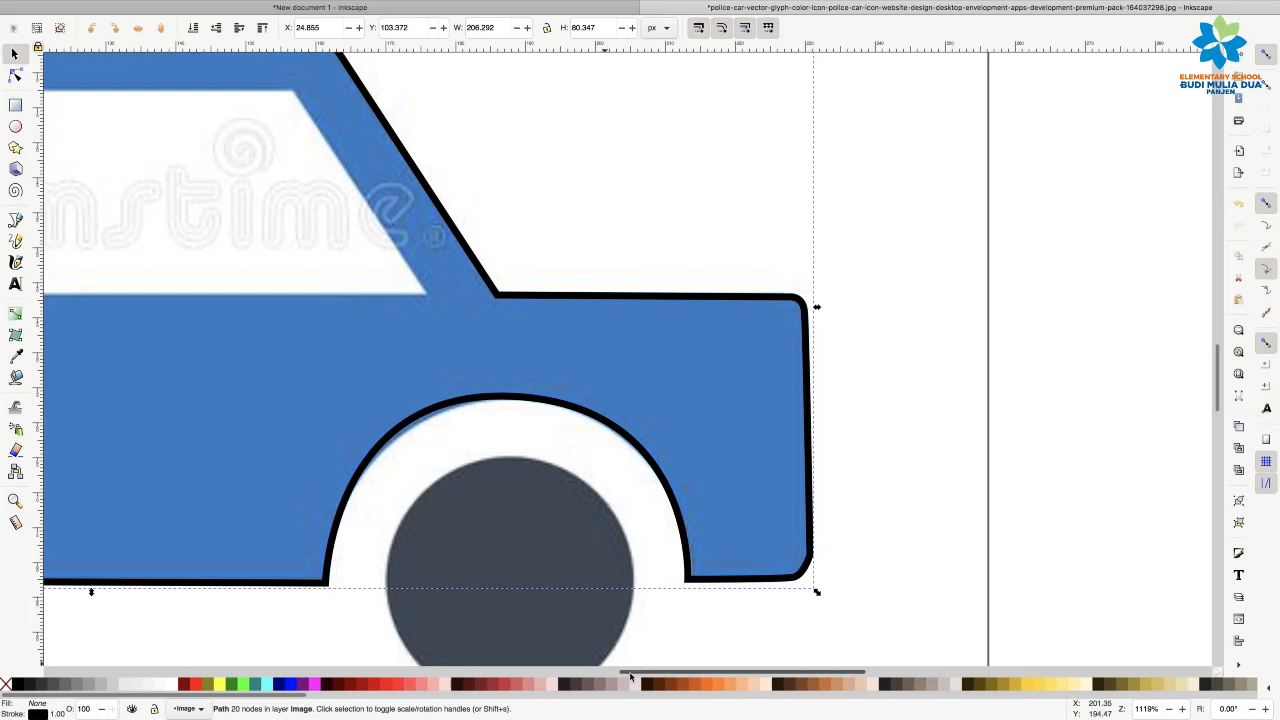 *New document 1 - Inkscape
*police-car-vector-glyph-color-icon-police-car-icon-website-design-desktop-envelopment-apps-development-premium-pack-164037298.jpg - Inkscape
X: 24.855 Y: 103.372 W: 206.292 H: 80.347 px
ELEMENTARY SCHOOL
BUDI MULIA DUA
PANJEN
nstime®
Fill: None
Stroke: 1.00
O: 100
•Image
Path 20 nodes in layer Image. Click selection to toggle scale/rotation handles (or Shift+s).
X: 201.35
Y: 194.47
Z: 1119%
R: 0.00°